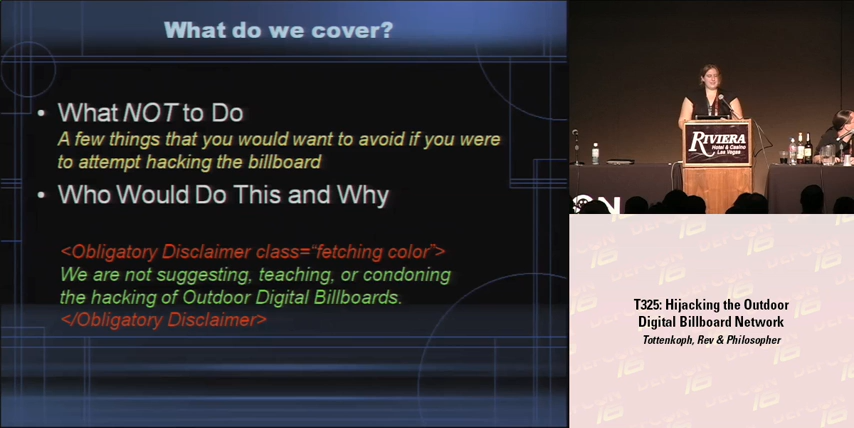 What do we cover?
• What NOT to Do
A few things that you would want to avoid if you were
to attempt hacking the billboard
• Who Would Do This and Why
<Obligatory Disclaimer class="fetching color">
We are not suggesting, teaching, or condoning
the hacking of Outdoor Digital Billboards.
</Obligatory Disclaimer>
RIVIERA
Hotel & Casino
Las Vegas
CON
T325: Hijacking the Outdoor
Digital Billboard Network
Tottenkoph, Rev & Philosopher